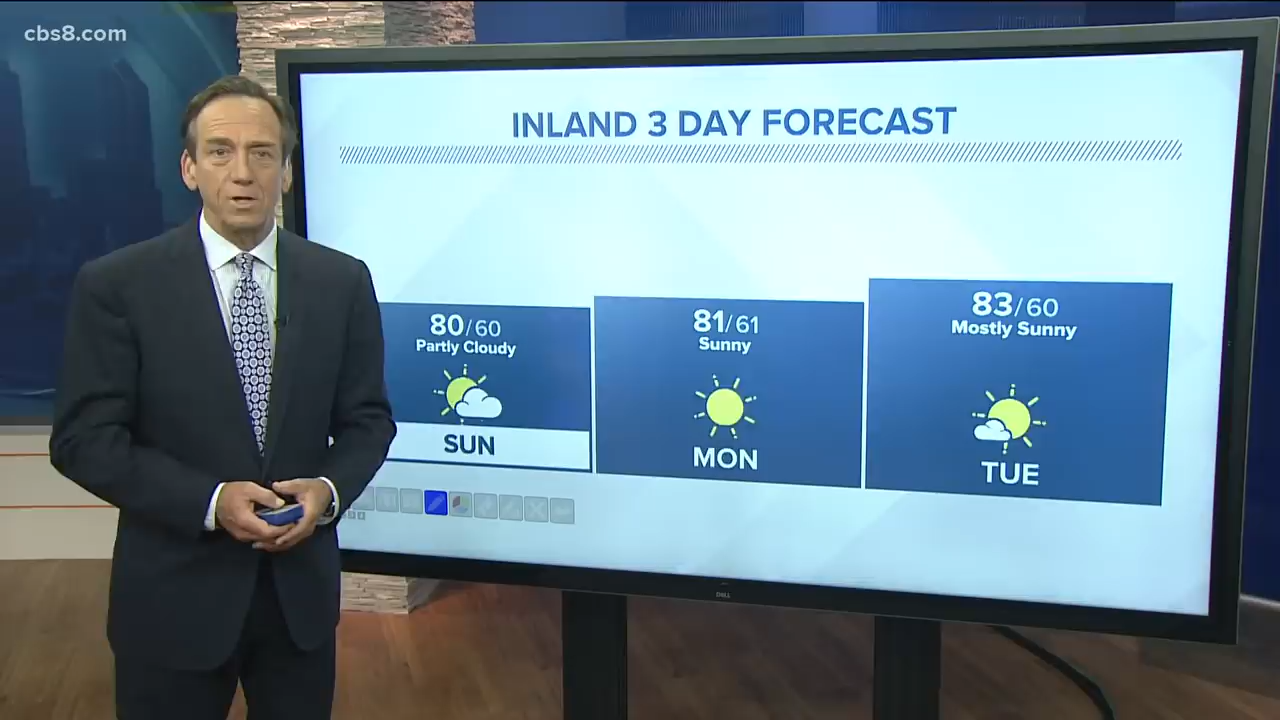 cbs8.com
INLAND 3 DAY FORECAST
80/60
Partly Cloudy
SUN
81/61
Sunny
MON
83/60
Mostly Sunny
TUE
DELL